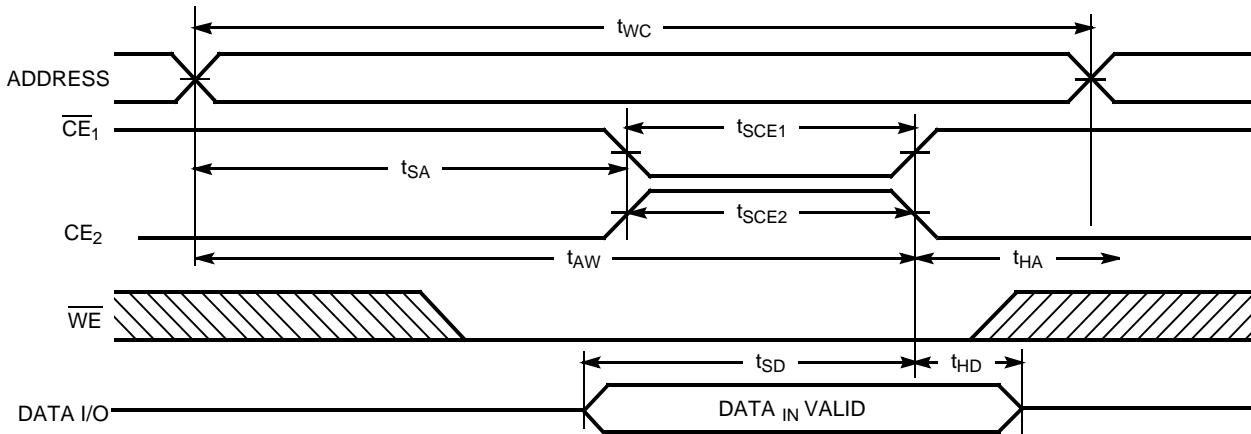 tWC
ADDRESS
CE1
tSCE1
tSA
tSCE2
CE2
tAW
tHA
WE
tSD
tHD
DATA I/O
DATA IN VALID